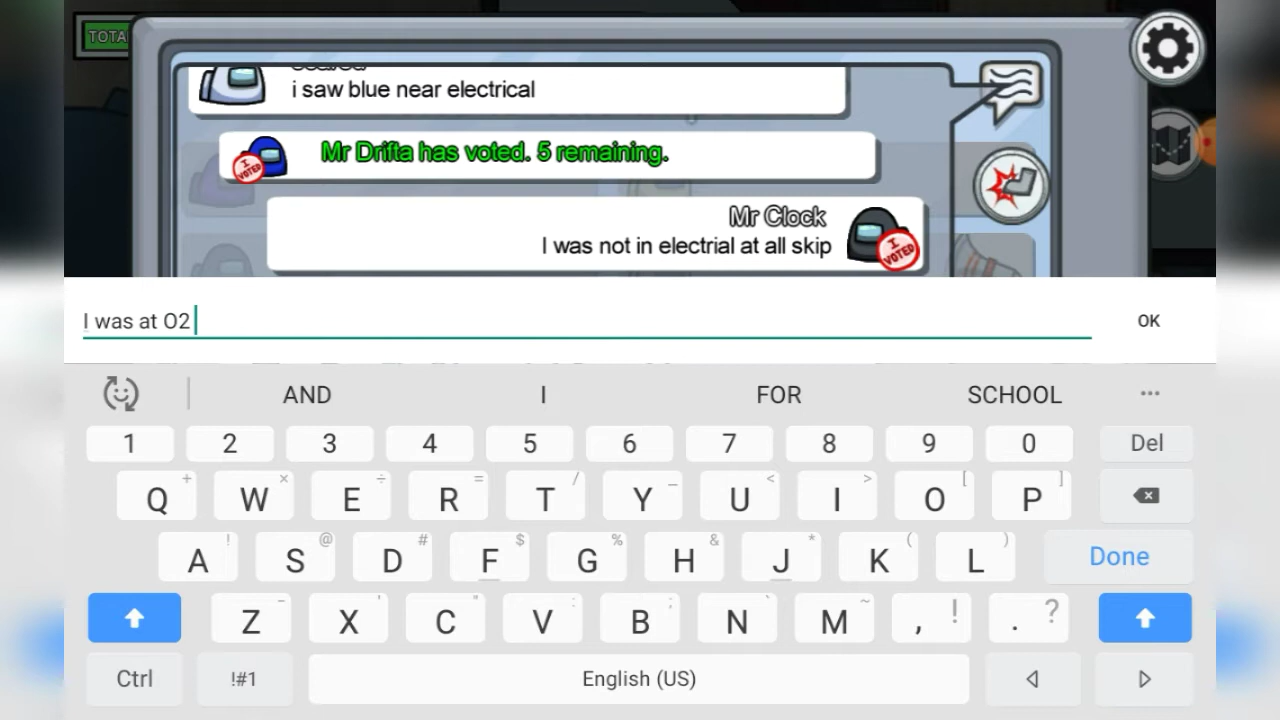 TOTA
i saw blue near electrical
I VOTED
Mr Drifta has voted. 5 remaining.
Mr Clock
I was not in electrial at all skip
I VOTED
I was at O2
OK
AND I FOR SCHOOL ...
1 2 3 4 5 6 7 8 9 0 Del
+ × ÷ = / _ < > [ ]
Q W E R T Y U I O P
! @ # $ % & * ( )
A S D F G H J K L Done
- ' " : ; ` ~ ! ?
Z X C V B N M , .
Ctrl !#1 English (US)